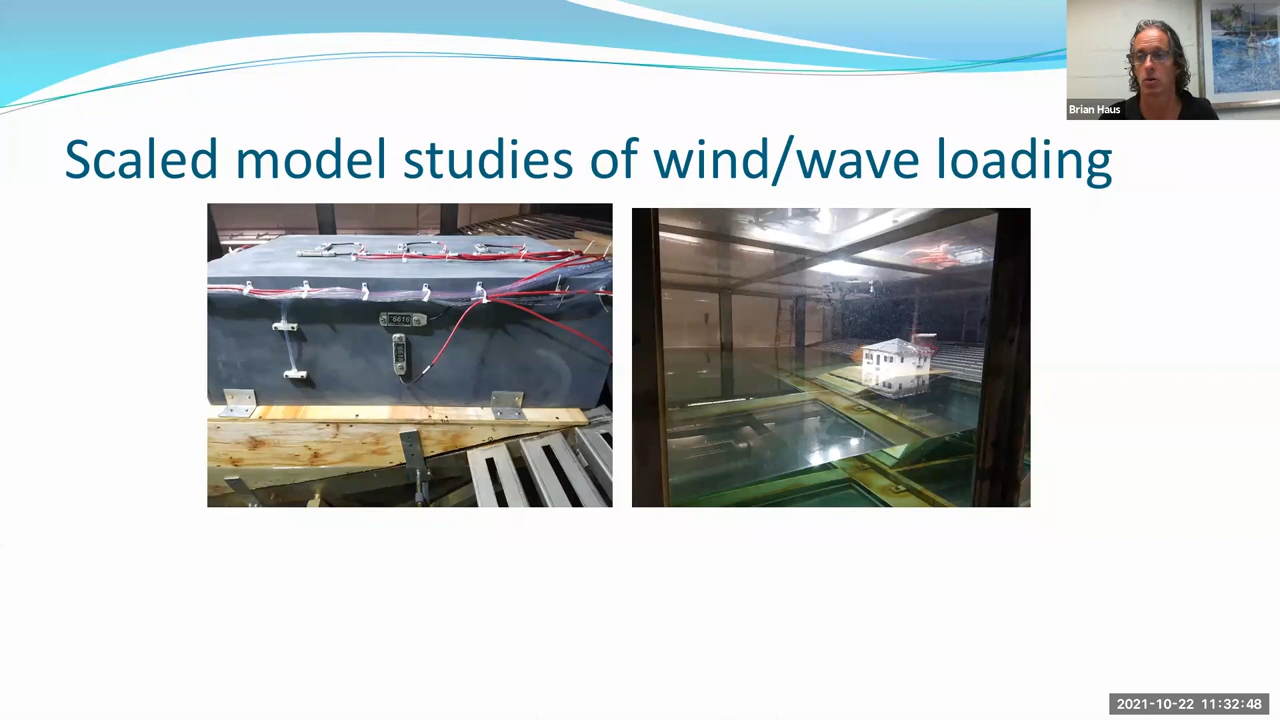 Brian Haus
Scaled model studies of wind/wave loading
2021-10-22 11:32:48